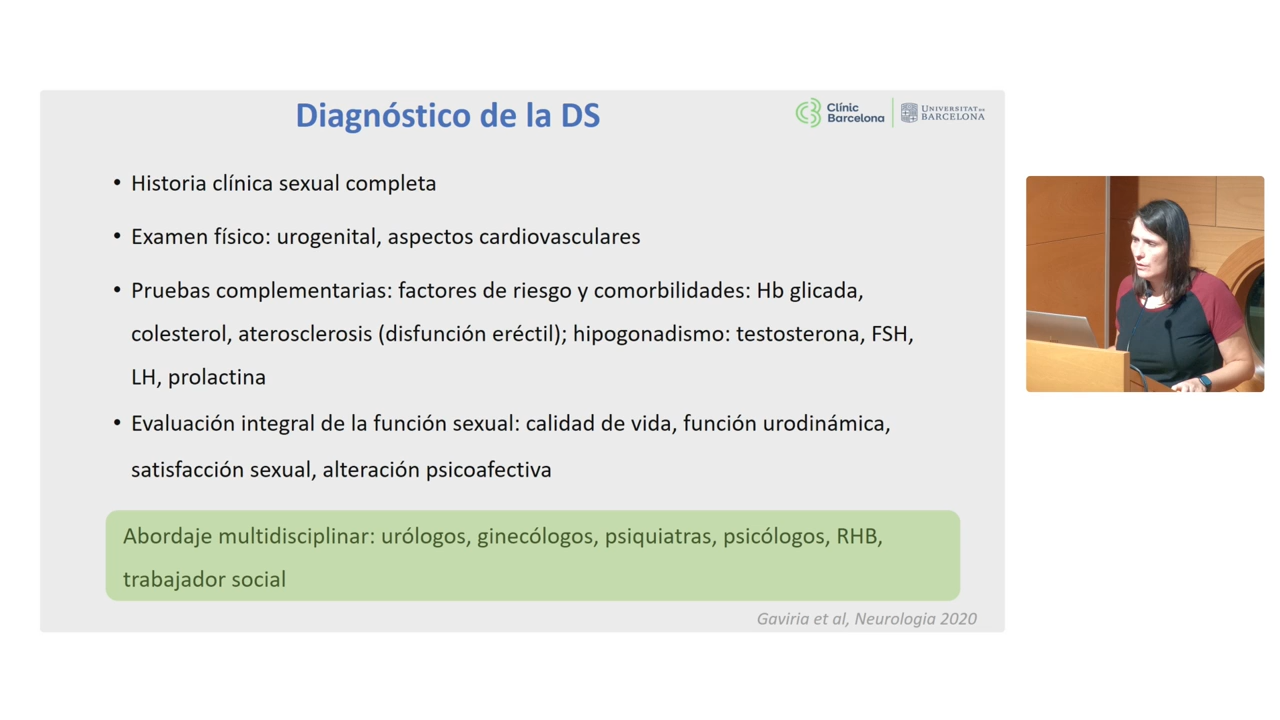 Diagnóstico de la DS
Clínic
Barcelona
UNIVERSITAT DE
BARCELONA
• Historia clínica sexual completa
• Examen físico: urogenital, aspectos cardiovasculares
• Pruebas complementarias: factores de riesgo y comorbilidades: Hb glicada,
colesterol, aterosclerosis (disfunción eréctil); hipogonadismo: testosterona, FSH,
LH, prolactina
• Evaluación integral de la función sexual: calidad de vida, función urodinámica,
satisfacción sexual, alteración psicoafectiva
Abordaje multidisciplinar: urólogos, ginecólogos, psiquiatras, psicólogos, RHB,
trabajador social
Gaviria et al, Neurologia 2020